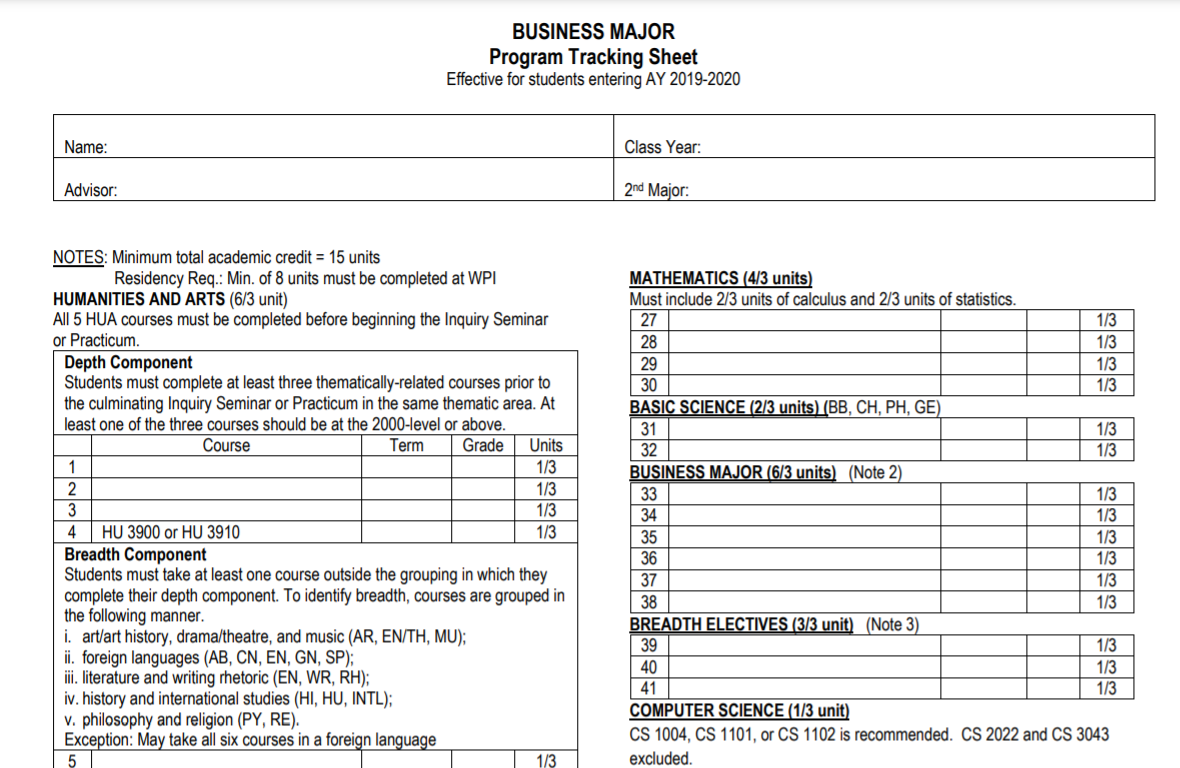 BUSINESS MAJOR
Program Tracking Sheet
Effective for students entering AY 2019-2020
Name:
Class Year:
Advisor:
2nd Major:
NOTES: Minimum total academic credit = 15 units
Residency Req.: Min. of 8 units must be completed at WPI
HUMANITIES AND ARTS (6/3 unit)
All 5 HUA courses must be completed before beginning the Inquiry Seminar
or Practicum.
Depth Component
Students must complete at least three thematically-related courses prior to
the culminating Inquiry Seminar or Practicum in the same thematic area. At
least one of the three courses should be at the 2000-level or above.
Course Term Grade Units
1 1/3
2 1/3
3 1/3
4 HU 3900 or HU 3910 1/3
Breadth Component
Students must take at least one course outside the grouping in which they
complete their depth component. To identify breadth, courses are grouped in
the following manner.
i. art/art history, drama/theatre, and music (AR, EN/TH, MU);
ii. foreign languages (AB, CN, EN, GN, SP);
iii. literature and writing rhetoric (EN, WR, RH);
iv. history and international studies (HI, HU, INTL);
v. philosophy and religion (PY, RE).
Exception: May take all six courses in a foreign language
5 1/3
MATHEMATICS (4/3 units)
Must include 2/3 units of calculus and 2/3 units of statistics.
27 1/3
28 1/3
29 1/3
30 1/3
BASIC SCIENCE (2/3 units) (BB, CH, PH, GE)
31 1/3
32 1/3
BUSINESS MAJOR (6/3 units) (Note 2)
33 1/3
34 1/3
35 1/3
36 1/3
37 1/3
38 1/3
BREADTH ELECTIVES (3/3 unit) (Note 3)
39 1/3
40 1/3
41 1/3
COMPUTER SCIENCE (1/3 unit)
CS 1004, CS 1101, or CS 1102 is recommended. CS 2022 and CS 3043
excluded.